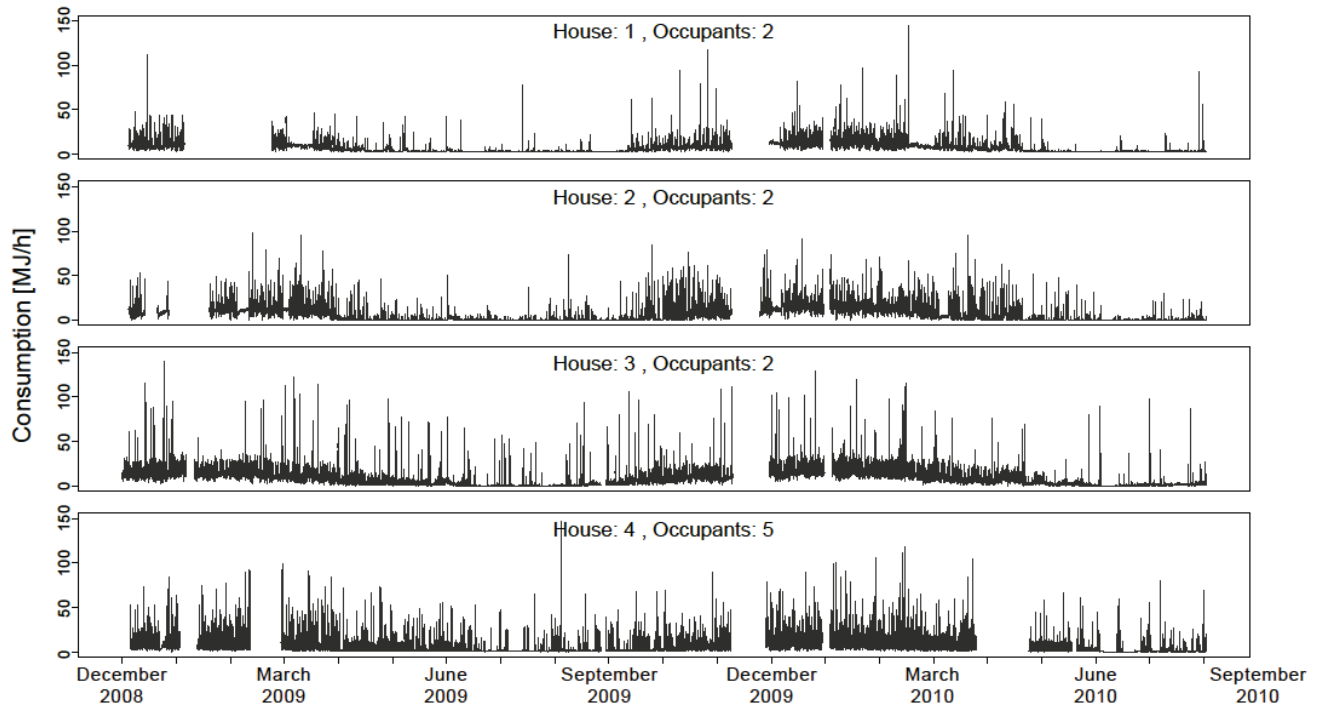 House: 1 , Occupants: 2
150
100
50
0
House: 2 , Occupants: 2
150
100
50
0
House: 3 , Occupants: 2
150
100
50
0
House: 4 , Occupants: 5
150
100
50
0
Consumption [MJ/h]
December 2008
March 2009
June 2009
September 2009
December 2009
March 2010
June 2010
September 2010